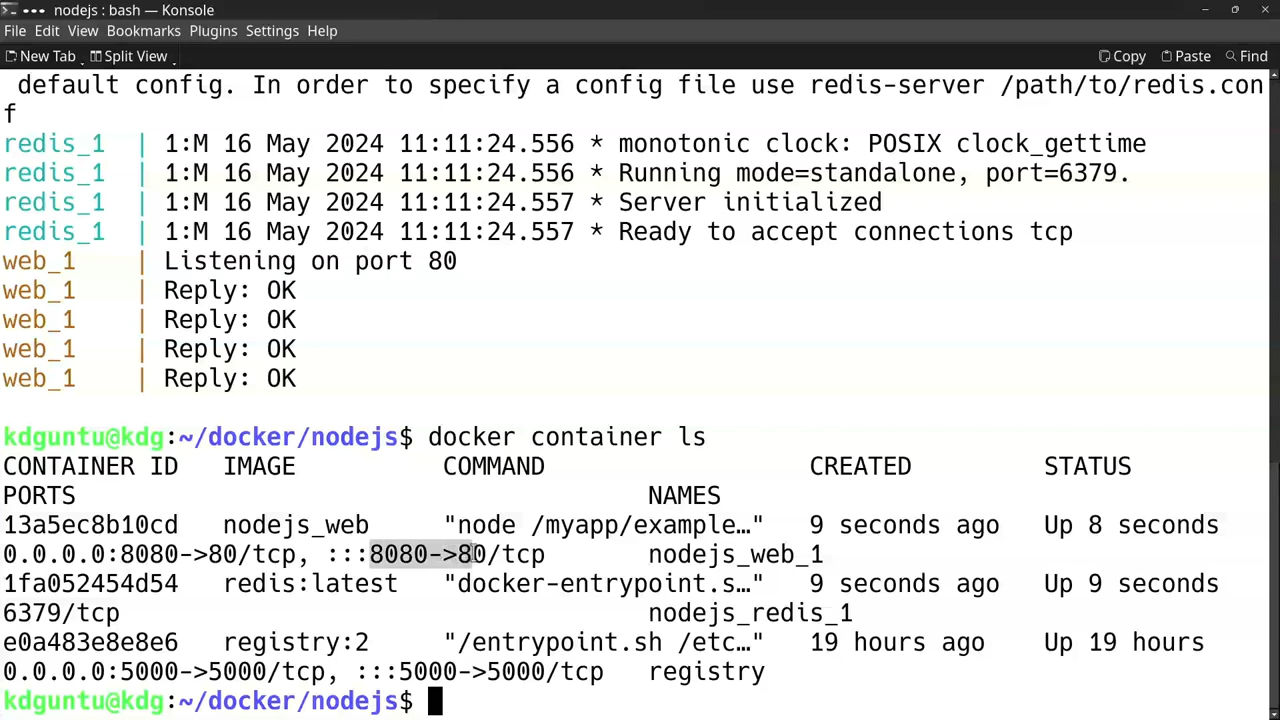 nodejs : bash — Konsole
File Edit View Bookmarks Plugins Settings Help
New Tab Split View Copy Paste Find
default config. In order to specify a config file use redis-server /path/to/redis.con
f
redis_1 | 1:M 16 May 2024 11:11:24.556 * monotonic clock: POSIX clock_gettime
redis_1 | 1:M 16 May 2024 11:11:24.556 * Running mode=standalone, port=6379.
redis_1 | 1:M 16 May 2024 11:11:24.557 * Server initialized
redis_1 | 1:M 16 May 2024 11:11:24.557 * Ready to accept connections tcp
web_1 | Listening on port 80
web_1 | Reply: OK
web_1 | Reply: OK
web_1 | Reply: OK
web_1 | Reply: OK
kdguntu@kdg:~/docker/nodejs$ docker container ls
CONTAINER ID IMAGE COMMAND CREATED STATUS
PORTS NAMES
13a5ec8b10cd nodejs_web "node /myapp/example…" 9 seconds ago Up 8 seconds
0.0.0.0:8080->80/tcp, :::8080->80/tcp nodejs_web_1
1fa052454d54 redis:latest "docker-entrypoint.s…" 9 seconds ago Up 9 seconds
6379/tcp nodejs_redis_1
e0a483e8e8e6 registry:2 "/entrypoint.sh /etc…" 19 hours ago Up 19 hours
0.0.0.0:5000->5000/tcp, :::5000->5000/tcp registry
kdguntu@kdg:~/docker/nodejs$